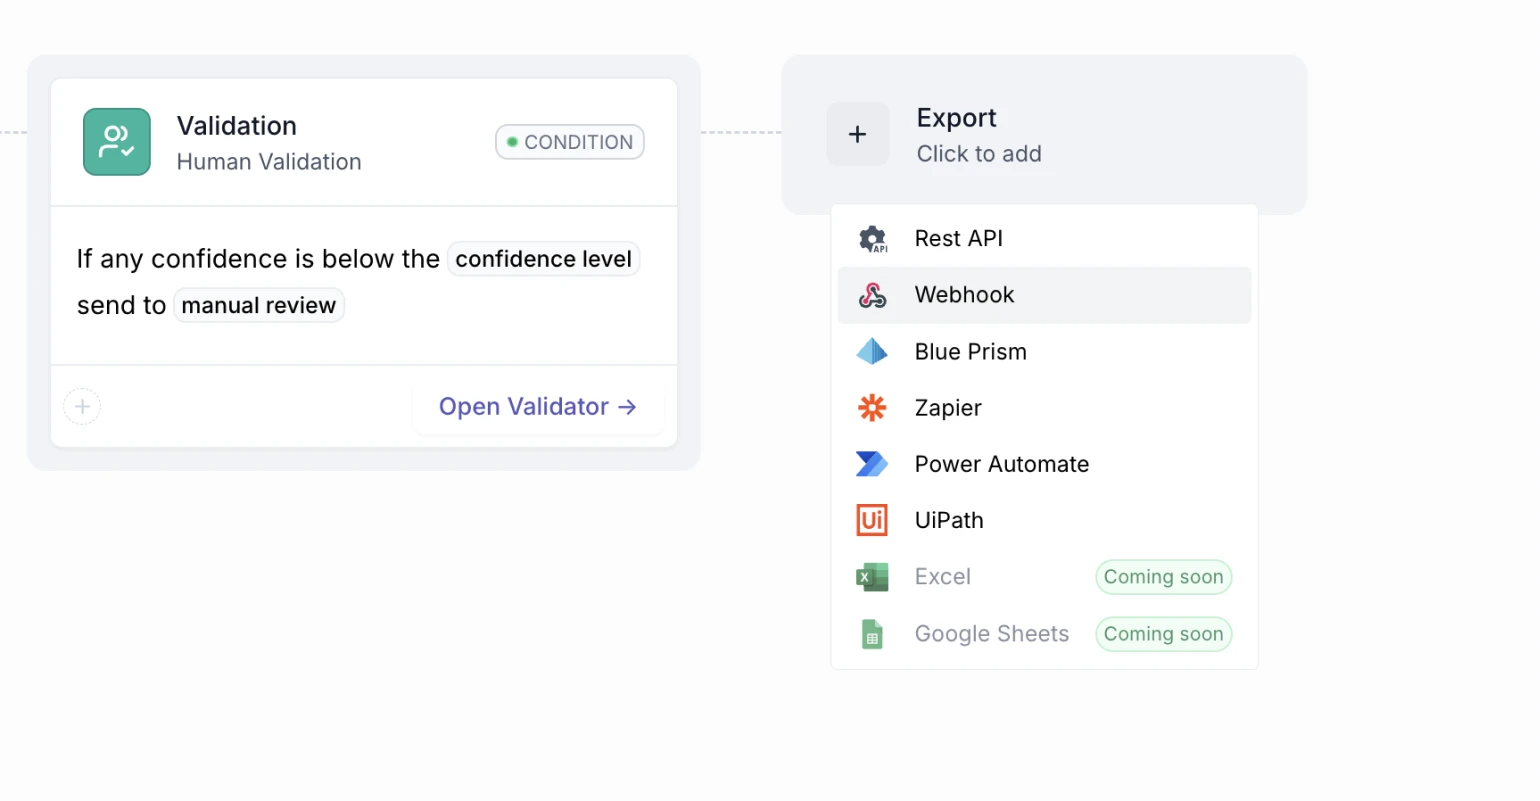 Validation
Human Validation
CONDITION
If any confidence is below the confidence level
send to manual review
Open Validator →
Export
Click to add
API
Rest API
Webhook
Blue Prism
Zapier
Power Automate
Ui
UiPath
X
Excel
Coming soon
Google Sheets
Coming soon